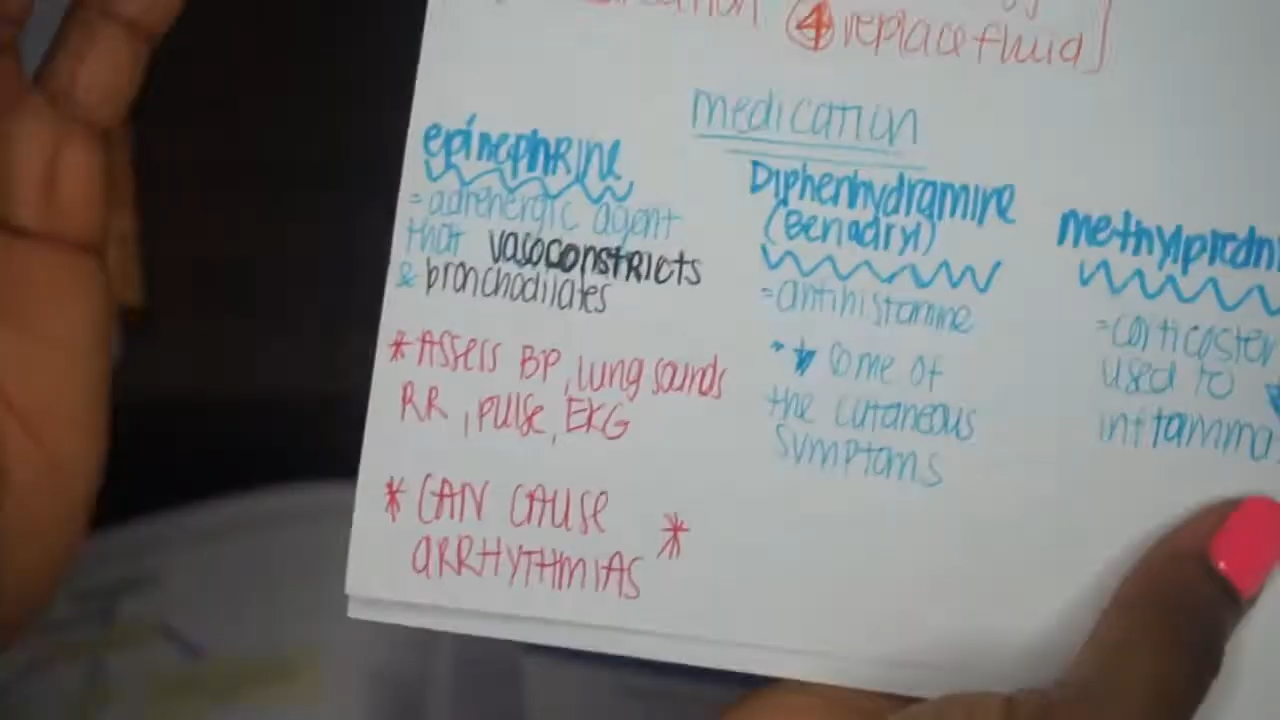 ④ replace fluid]
medication
epinephrine
= adrenergic agent
that vasoconstricts
& bronchodilates
* Assess BP, lung sounds
RR, pulse, EKG
* CAN CAUSE *
ARRHYTHMIAS
Diphenhydramine
(Benadryl)
= antihistamine
* ↓ some of
the cutaneous
symptoms
methylpredni
= corticoster
used to ↓
inflamma